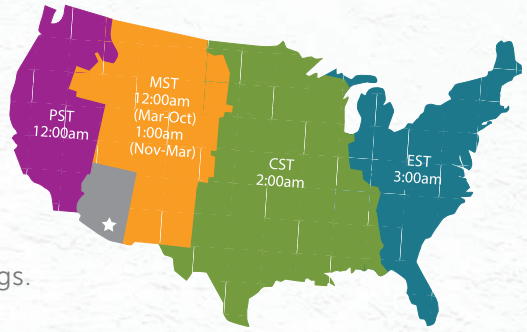 MST
12:00am
(Mar-Oct)
1:00am
(Nov-Mar)
PST
12:00am
CST
2:00am
EST
3:00am
gs.